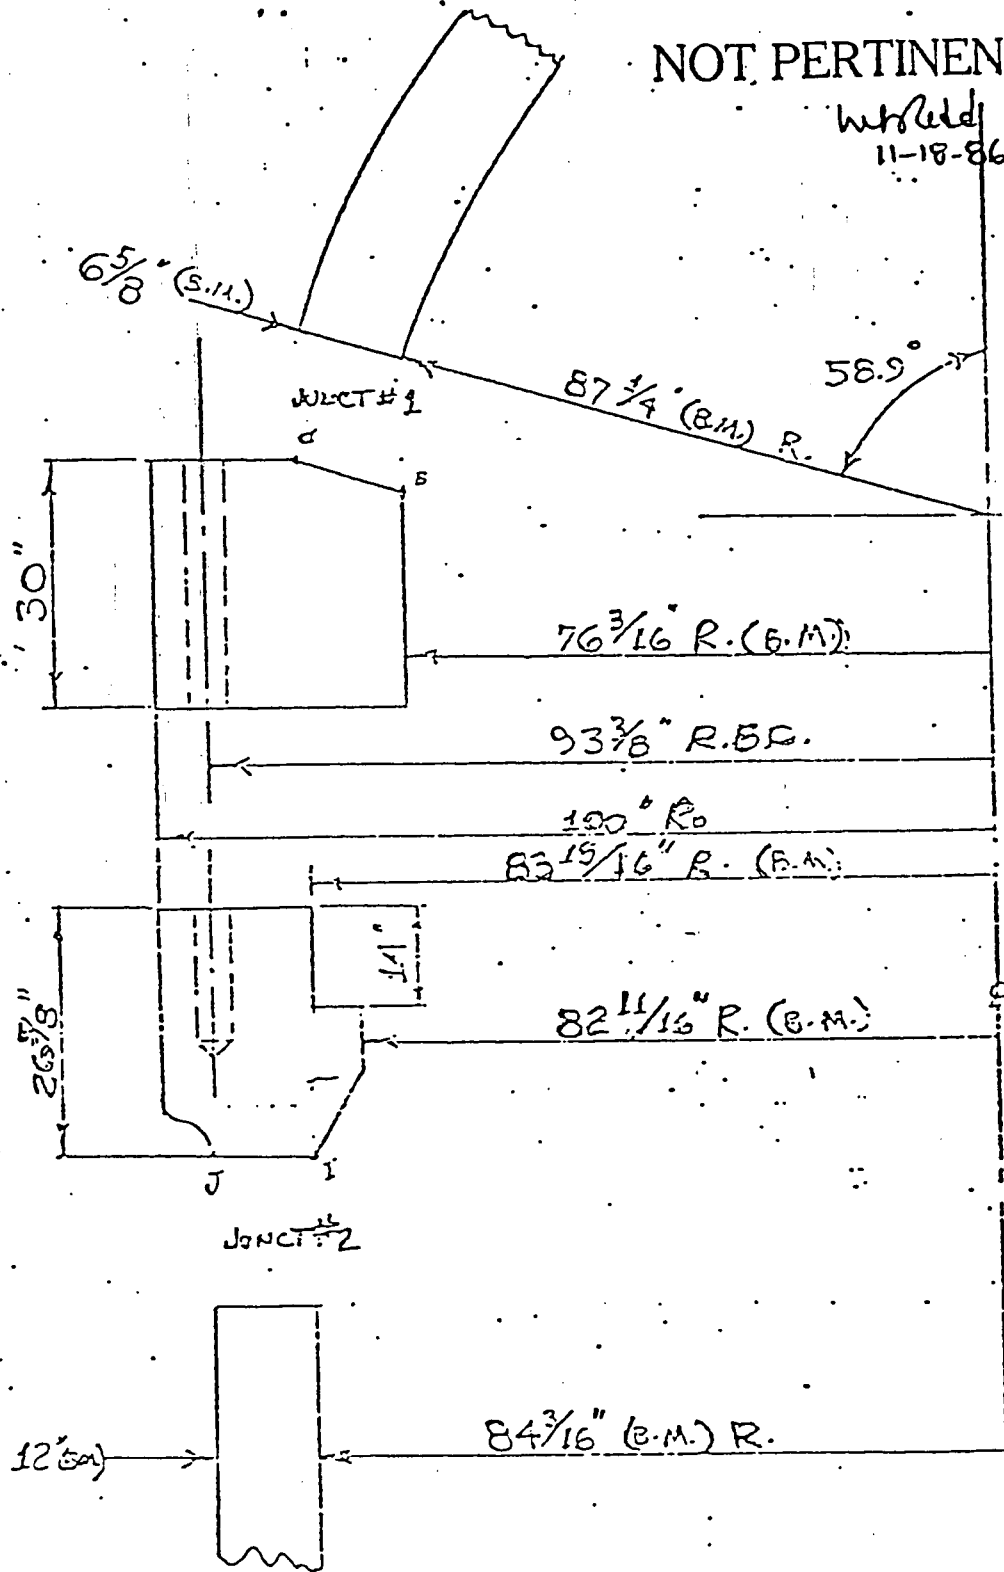 NOT PERTINEN
11-18-86
6 5/8" (S.M.)
58.9°
87 1/4" (B.M.) R.
JUNCT #1
30"
76 3/16" R. (B.M.)
93 3/8" R.B.C.
100" Ro
83 15/16" R. (B.M)
14"
26 5/8"
82 11/16" R. (B.M.)
J
I
JUNCT #2
84 3/16" (B.M.) R.
12"